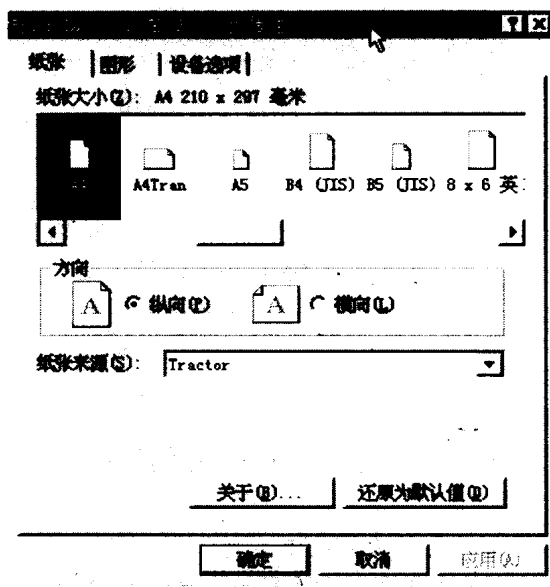 纸张 图形 设备选项
纸张大小(Z): A4 210 x 297 毫米
A4Tran A5 B4 (JIS) B5 (JIS) 8 x 6 英
方向
A 纵向(P) A 横向(L)
纸张来源(S): Tractor
关于(B)... 还原为默认值(D)
确定 取消 应用(A)